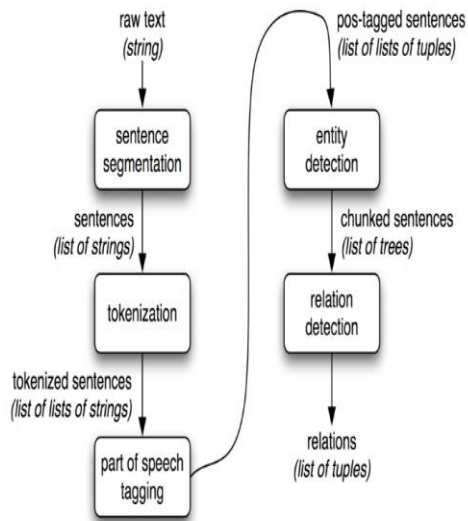 raw text
(string)
sentence
segmentation
sentences
(list of strings)
tokenization
tokenized sentences
(list of lists of strings)
part of speech
tagging
pos-tagged sentences
(list of lists of tuples)
entity
detection
chunked sentences
(list of trees)
relation
detection
relations
(list of tuples)